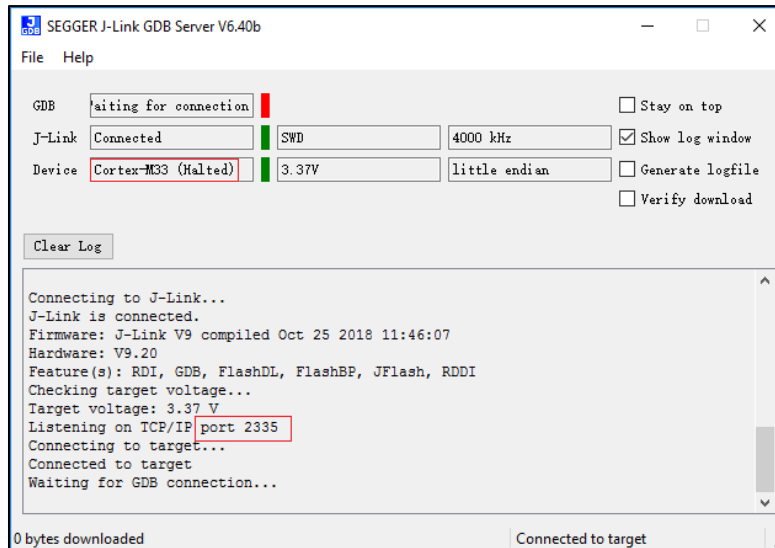 SEGGER J-Link GDB Server V6.40b
File Help
GDB 'aiting for connection Stay on top
J-Link Connected SWD 4000 kHz Show log window
Device Cortex-M33 (Halted) 3.37V little endian Generate logfile
Verify download
Clear Log
Connecting to J-Link...
J-Link is connected.
Firmware: J-Link V9 compiled Oct 25 2018 11:46:07
Hardware: V9.20
Feature(s): RDI, GDB, FlashDL, FlashBP, JFlash, RDDI
Checking target voltage...
Target voltage: 3.37 V
Listening on TCP/IP port 2335
Connecting to target...
Connected to target
Waiting for GDB connection...
0 bytes downloaded Connected to target